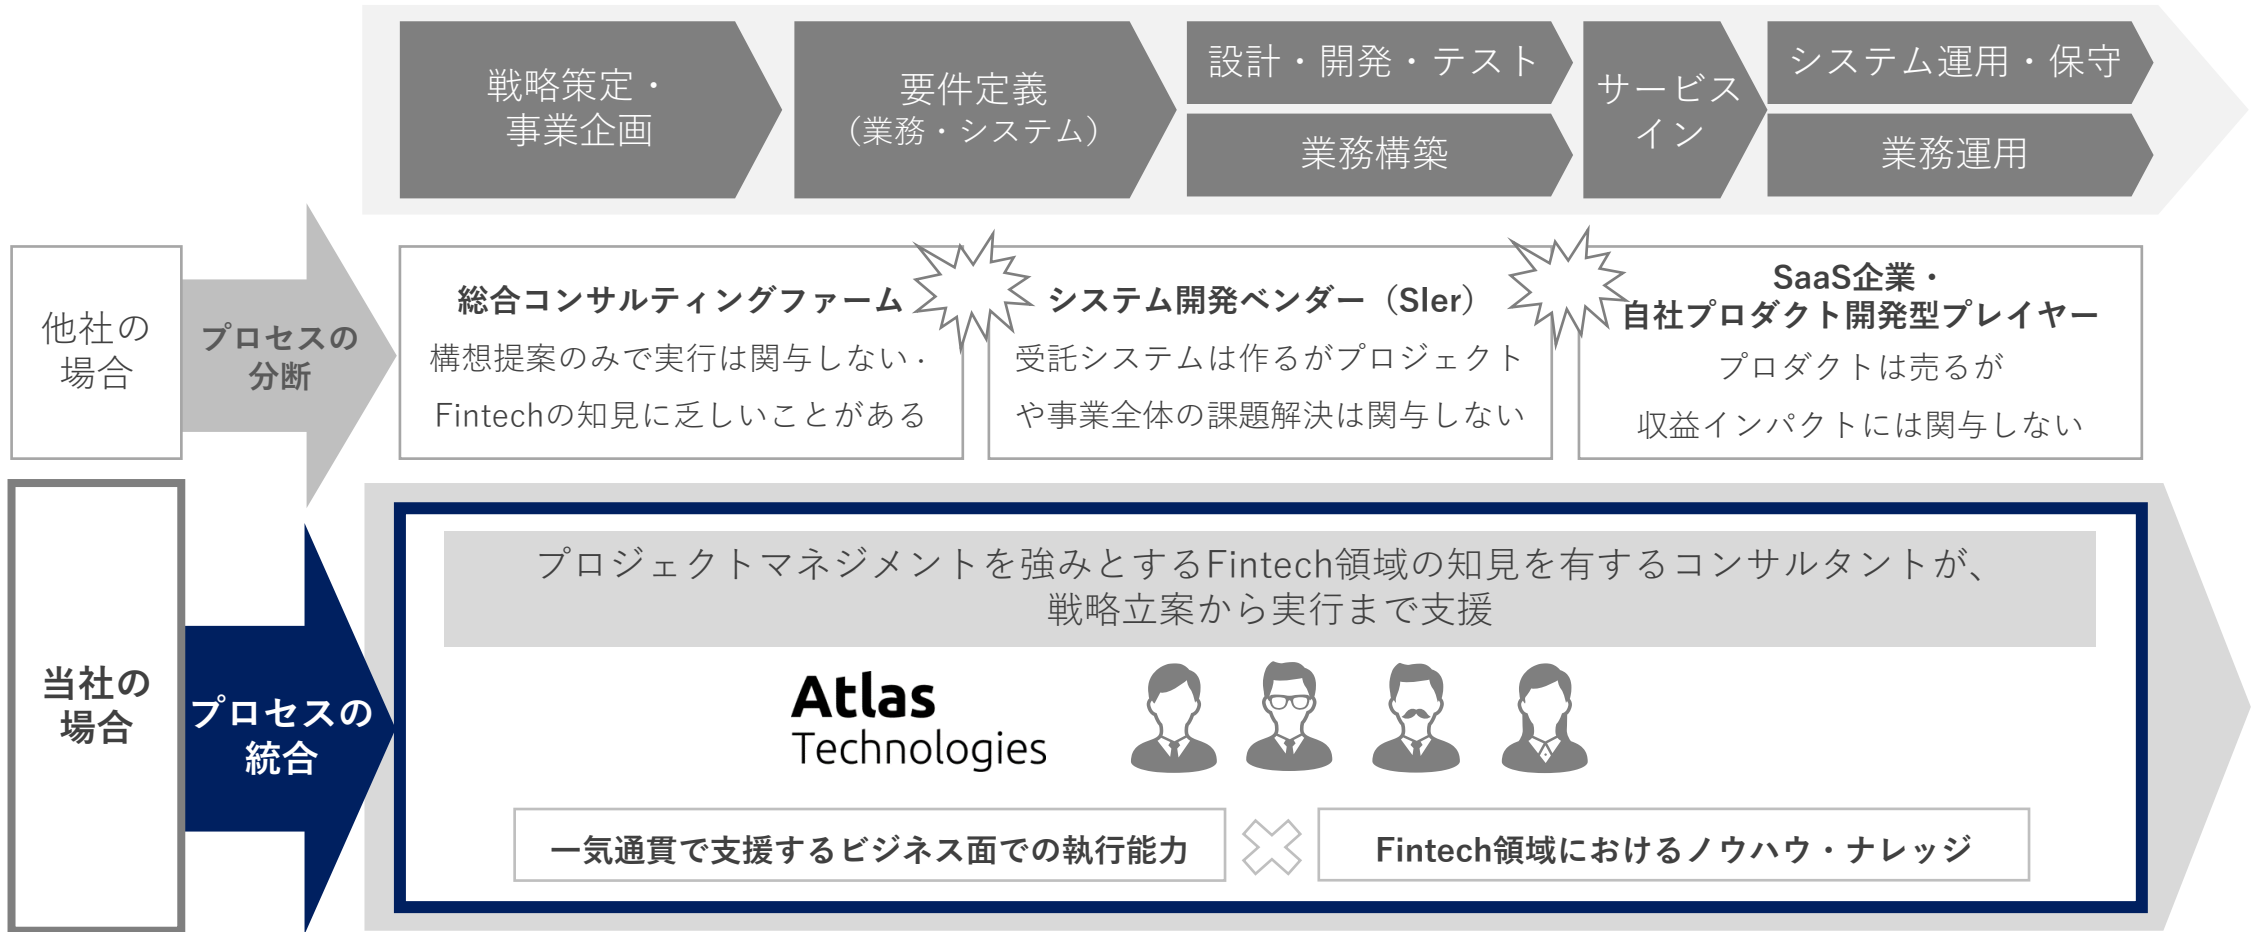 戦略策定・
事業企画
要件定義
（業務・システム）
設計・開発・テスト
業務構築
サービス
イン
システム運用・保守
業務運用
他社の
場合
プロセスの
分断
総合コンサルティングファーム
構想提案のみで実行は関与しない・
Fintechの知見に乏しいことがある
システム開発ベンダー（SIer）
受託システムは作るがプロジェクト
や事業全体の課題解決は関与しない
SaaS企業・
自社プロダクト開発型プレイヤー
プロダクトは売るが
収益インパクトには関与しない
当社の
場合
プロセスの
統合
プロジェクトマネジメントを強みとするFintech領域の知見を有するコンサルタントが、
戦略立案から実行まで支援
Atlas
Technologies
一気通貫で支援するビジネス面での執行能力
Fintech領域におけるノウハウ・ナレッジ